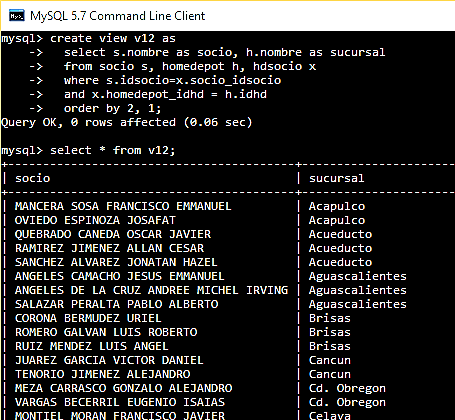 MySQL 5.7 Command Line Client
mysql> create view v12 as
-> select s.nombre as socio, h.nombre as sucursal
-> from socio s, homedepot h, hdsocio x
-> where s.idsocio=x.socio_idsocio
-> and x.homedepot_idhd = h.idhd
-> order by 2, 1;
Query OK, 0 rows affected (0.06 sec)
mysql> select * from v12;
| socio | sucursal
| MANCERA SOSA FRANCISCO EMMANUEL | Acapulco
| OVIEDO ESPINOZA JOSAFAT | Acapulco
| QUEBRADO CANEDA OSCAR JAVIER | Acueducto
| RAMIREZ JIMENEZ ALLAN CESAR | Acueducto
| SANCHEZ ALVAREZ JONATAN HAZEL | Acueducto
| ANGELES CAMACHO JESUS EMMANUEL | Aguascalientes
| ANGELES DE LA CRUZ ANDREE MICHEL IRVING | Aguascalientes
| SALAZAR PERALTA PABLO ALBERTO | Aguascalientes
| CORONA BERMUDEZ URIEL | Brisas
| ROMERO GALVAN LUIS ROBERTO | Brisas
| RUIZ MENDEZ LUIS ANGEL | Brisas
| JUAREZ GARCIA VICTOR DANIEL | Cancun
| TENORIO JIMENEZ ALEJANDRO | Cancun
| MEZA CARRASCO GONZALO ALEJANDRO | Cd. Obregon
| VARGAS BECERRIL EUGENIO ISAIAS | Cd. Obregon
| MONTIEL MORAN FRANCISCO JAVIER | Celaya